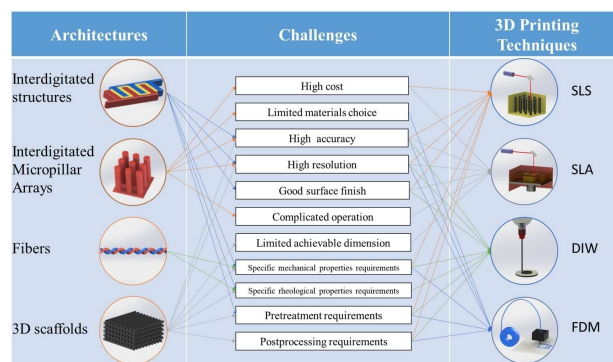 Architectures
Challenges
3D Printing
Techniques
Interdigitated
structures
Interdigitated
Micropillar
Arrays
Fibers
3D scaffolds
High cost
Limited materials choice
High accuracy
High resolution
Good surface finish
Complicated operation
Limited achievable dimension
Specific mechanical properties requirements
Specific rheological properties requirements
Pretreatment requirements
Postprocessing requirements
SLS
SLA
DIW
FDM